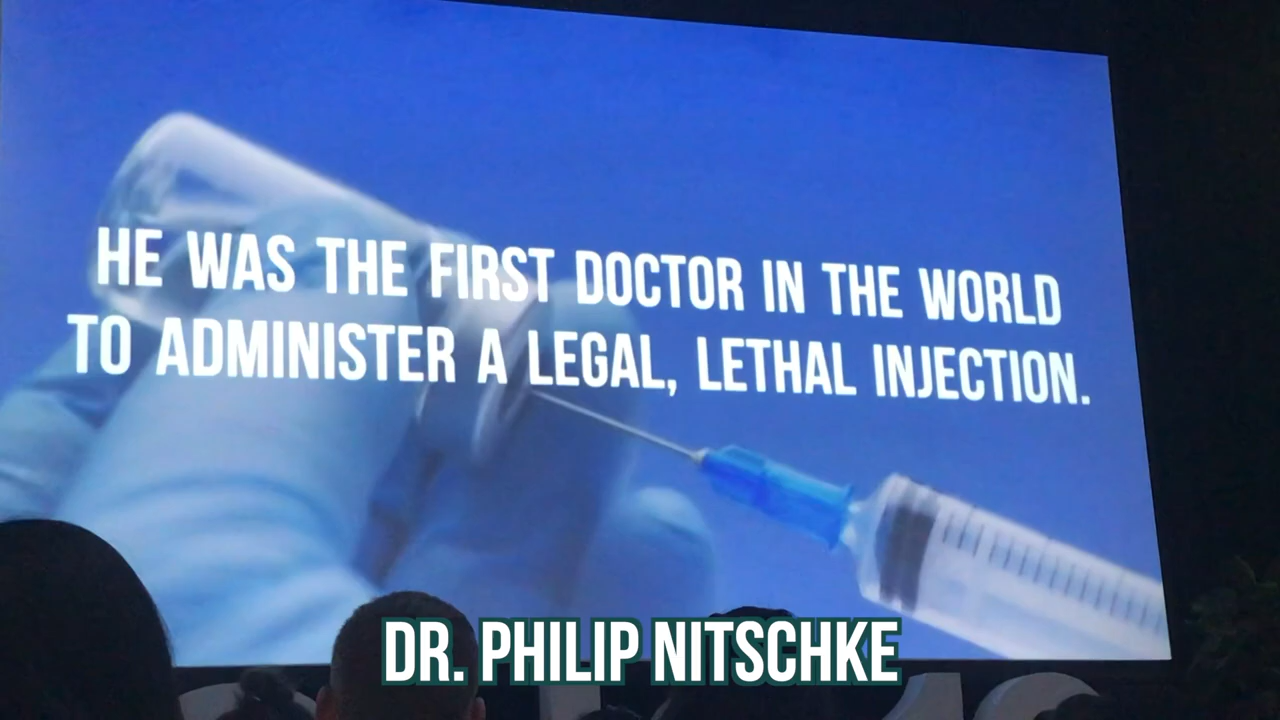 HE WAS THE FIRST DOCTOR IN THE WORLD
TO ADMINISTER A LEGAL, LETHAL INJECTION.
DR. PHILIP NITSCHKE